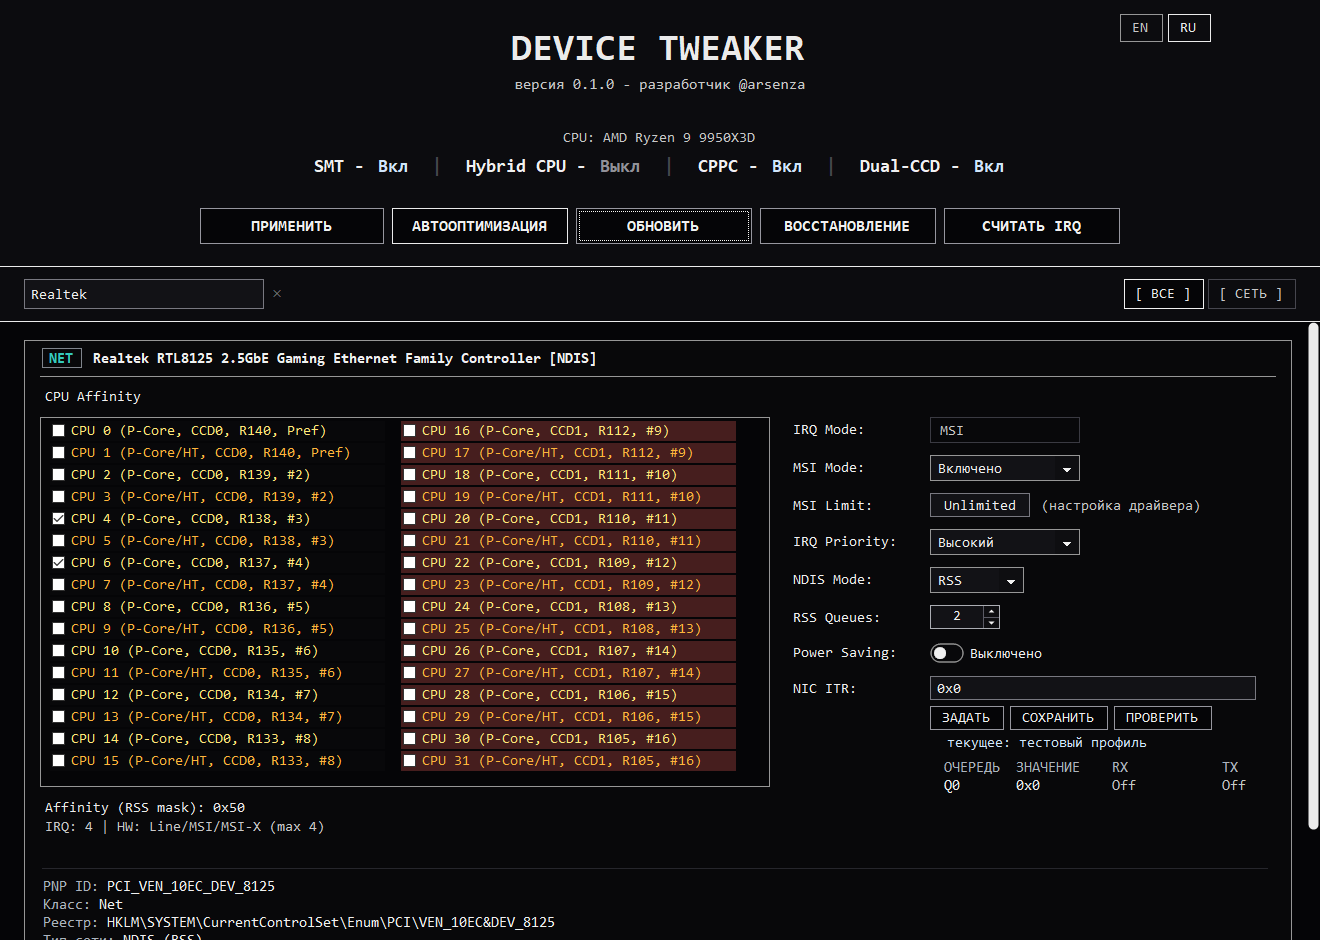 EN RU
DEVICE TWEAKER
версия 0.1.0 - разработчик @arsenza
CPU: AMD Ryzen 9 9950X3D
SMT - Вкл | Hybrid CPU - Выкл | CPPC - Вкл | Dual-CCD - Вкл
ПРИМЕНИТЬ АВТООПТИМИЗАЦИЯ ОБНОВИТЬ ВОССТАНОВЛЕНИЕ СЧИТАТЬ IRQ
Realtek × [ ВСЕ ] [ СЕТЬ ]
NET Realtek RTL8125 2.5GbE Gaming Ethernet Family Controller [NDIS]
CPU Affinity
CPU 0 (P-Core, CCD0, R140, Pref)
CPU 1 (P-Core/HT, CCD0, R140, Pref)
CPU 2 (P-Core, CCD0, R139, #2)
CPU 3 (P-Core/HT, CCD0, R139, #2)
CPU 4 (P-Core, CCD0, R138, #3)
CPU 5 (P-Core/HT, CCD0, R138, #3)
CPU 6 (P-Core, CCD0, R137, #4)
CPU 7 (P-Core/HT, CCD0, R137, #4)
CPU 8 (P-Core, CCD0, R136, #5)
CPU 9 (P-Core/HT, CCD0, R136, #5)
CPU 10 (P-Core, CCD0, R135, #6)
CPU 11 (P-Core/HT, CCD0, R135, #6)
CPU 12 (P-Core, CCD0, R134, #7)
CPU 13 (P-Core/HT, CCD0, R134, #7)
CPU 14 (P-Core, CCD0, R133, #8)
CPU 15 (P-Core/HT, CCD0, R133, #8)
CPU 16 (P-Core, CCD1, R112, #9)
CPU 17 (P-Core/HT, CCD1, R112, #9)
CPU 18 (P-Core, CCD1, R111, #10)
CPU 19 (P-Core/HT, CCD1, R111, #10)
CPU 20 (P-Core, CCD1, R110, #11)
CPU 21 (P-Core/HT, CCD1, R110, #11)
CPU 22 (P-Core, CCD1, R109, #12)
CPU 23 (P-Core/HT, CCD1, R109, #12)
CPU 24 (P-Core, CCD1, R108, #13)
CPU 25 (P-Core/HT, CCD1, R108, #13)
CPU 26 (P-Core, CCD1, R107, #14)
CPU 27 (P-Core/HT, CCD1, R107, #14)
CPU 28 (P-Core, CCD1, R106, #15)
CPU 29 (P-Core/HT, CCD1, R106, #15)
CPU 30 (P-Core, CCD1, R105, #16)
CPU 31 (P-Core/HT, CCD1, R105, #16)
IRQ Mode: MSI
MSI Mode: Включено
MSI Limit: Unlimited (настройка драйвера)
IRQ Priority: Высокий
NDIS Mode: RSS
RSS Queues: 2
Power Saving: Выключено
NIC ITR: 0x0
ЗАДАТЬ СОХРАНИТЬ ПРОВЕРИТЬ
текущее: тестовый профиль
ОЧЕРЕДЬ ЗНАЧЕНИЕ RX TX
Q0 0x0 Off Off
Affinity (RSS mask): 0x50
IRQ: 4 | HW: Line/MSI/MSI-X (max 4)
PNP ID: PCI_VEN_10EC_DEV_8125
Класс: Net
Реестр: HKLM\SYSTEM\CurrentControlSet\Enum\PCI\VEN_10EC&DEV_8125
Тип сети: NDIS (RSS)